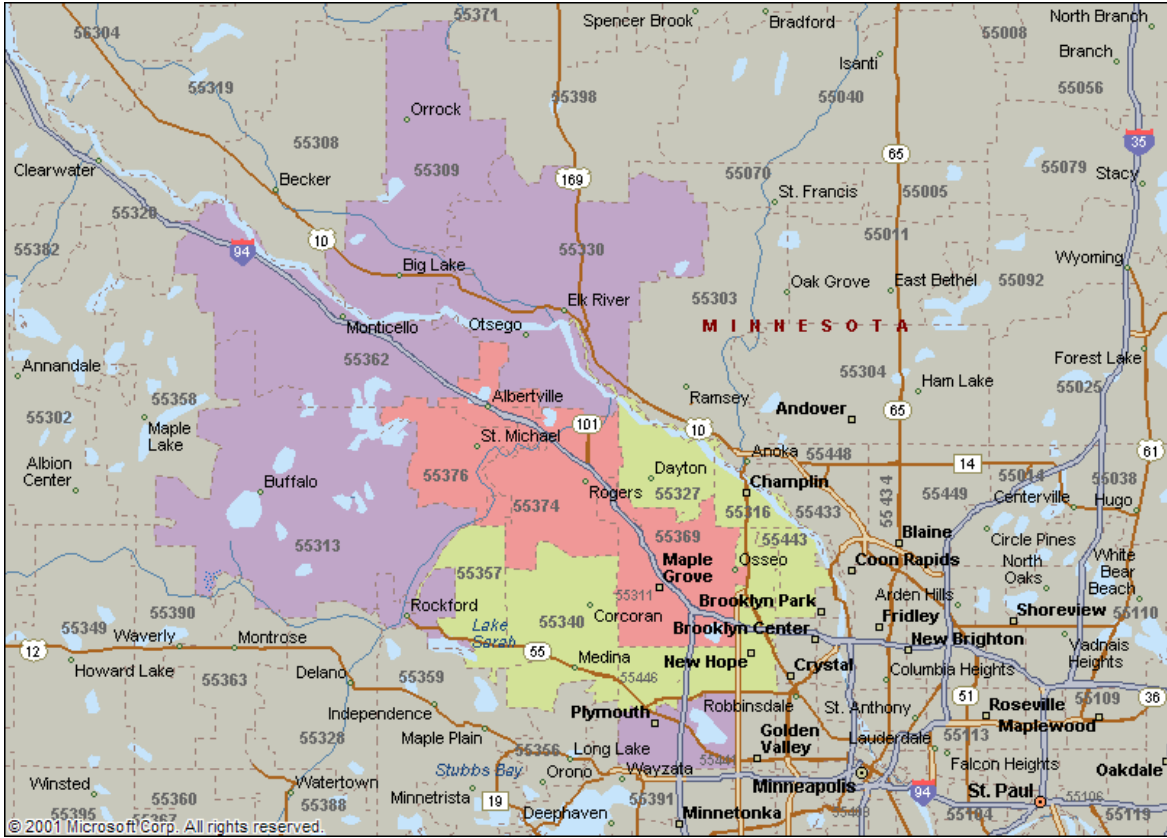 55371
Spencer Brook
Bradford
North Branch
56304
55008
Branch
Isanti
55319
55398
55040
55056
Orrock
35
55308
65
Clearwater
55309
55070
55079
Stacy
Becker
169
St. Francis
55005
55320
10
55011
55382
94
55330
Wyoming
Big Lake
Oak Grove
East Bethel
55092
55303
Elk River
Monticello
Otsego
MINNESOTA
55362
Forest Lake
Annandale
55304
Ham Lake
55025
55358
Albertville
Ramsey
55302
Maple
Lake
101
10
Andover
65
St. Michael
Albion
Center
Anoka
55448
14
61
55376
Dayton
55014
55038
Buffalo
Rogers
55327
Champlin
55434
55449
Centerville
Hugo
55374
55316
55433
55313
55369
55443
Blaine
Circle Pines
Maple
Grove
Osseo
Coon Rapids
North
Oaks
White
Bear
Beach
55357
55311
Arden Hills
55390
Rockford
55340
Corcoran
Brooklyn Park
Fridley
Shoreview
55110
55349
Waverly
Montrose
Lake
Sarah
Brooklyn Center
New Brighton
Vadnais
Heights
12
55
Howard Lake
Medina
New Hope
Crystal
Columbia Heights
55363
Delano
55359
55446
Robbinsdale
51
55109
36
Independence
Plymouth
St. Anthony
Roseville
55328
Maple Plain
Golden
Valley
Lauderdale
55113
Maplewood
55356
Long Lake
55441
Falcon Heights
Oakdale
Winsted
Watertown
Stubbs Bay
Orono
Wayzata
Minneapolis
94
St. Paul
55106
55360
55388
Minnetrista
19
55391
55395
55367
Deephaven
Minnetonka
55403
55104
55119
© 2001 Microsoft Corp. All rights reserved.